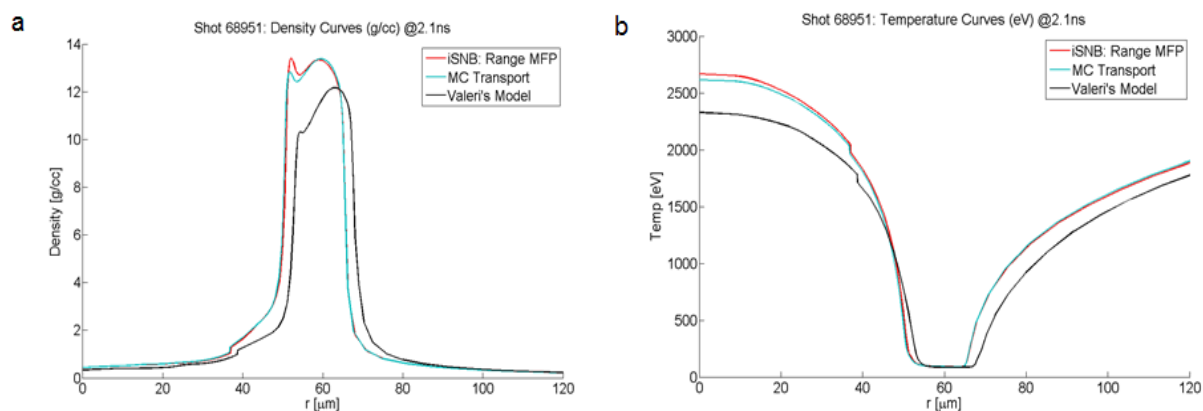 a
Shot 68951: Density Curves (g/cc) @2.1ns
14
12
10
8
6
4
2
0
Density [g/cc]
iSNB: Range MFP
MC Transport
Valeri's Model
0 20 40 60 80 100 120
r [µm]
b
Shot 68951: Temperature Curves (eV) @2.1ns
3000
2500
2000
1500
1000
500
0
Temp [eV]
iSNB: Range MFP
MC Transport
Valeri's Model
0 20 40 60 80 100 120
r [µm]